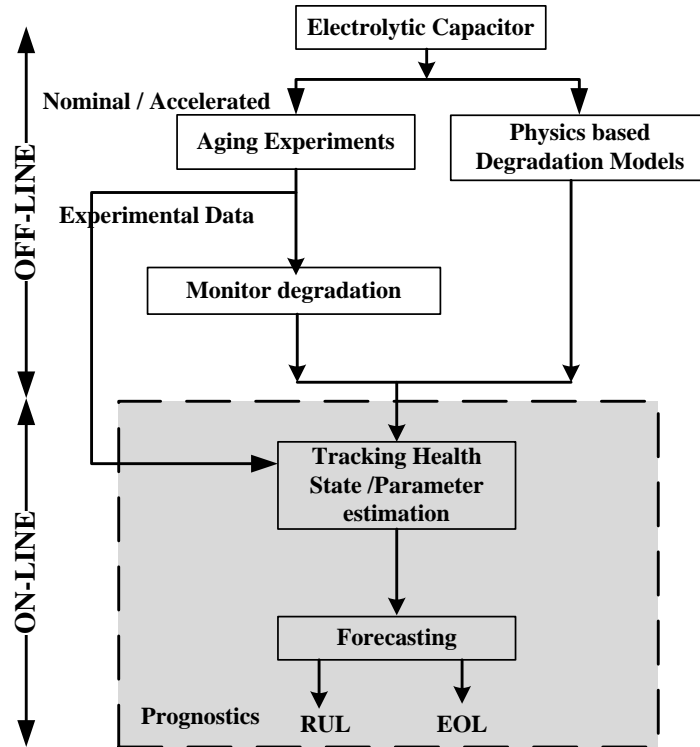 Electrolytic Capacitor
Nominal / Accelerated
Aging Experiments
Physics based
Degradation Models
OFF-LINE
Experimental Data
Monitor degradation
ON-LINE
Tracking Health
State /Parameter
estimation
Forecasting
Prognostics
RUL
EOL